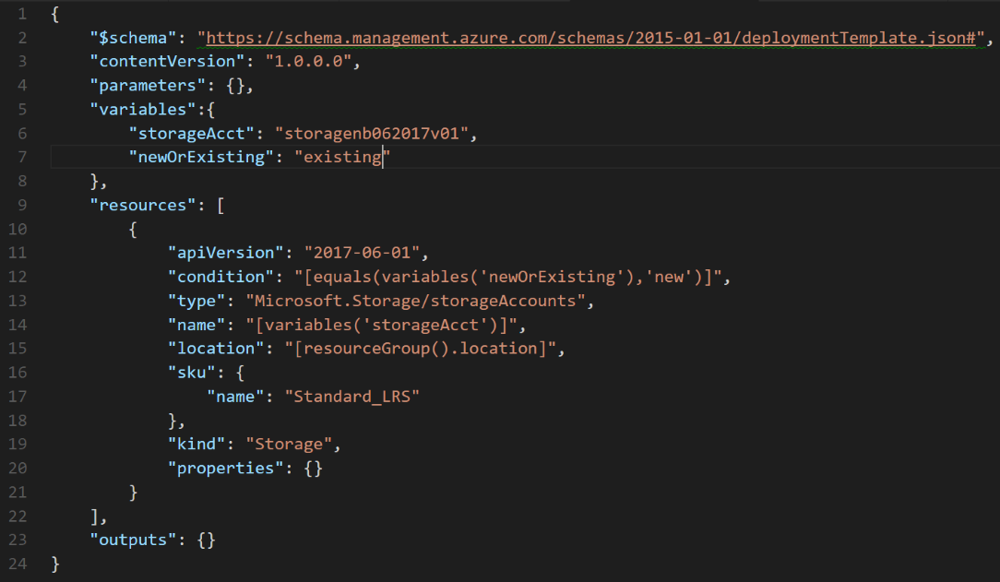 1 {
2     "$schema": "https://schema.management.azure.com/schemas/2015-01-01/deploymentTemplate.json#",
3     "contentVersion": "1.0.0.0",
4     "parameters": {},
5     "variables":{
6         "storageAcct": "storagenb062017v01",
7         "newOrExisting": "existing"
8     },
9     "resources": [
10         {
11             "apiVersion": "2017-06-01",
12             "condition": "[equals(variables('newOrExisting'),'new')]",
13             "type": "Microsoft.Storage/storageAccounts",
14             "name": "[variables('storageAcct')]",
15             "location": "[resourceGroup().location]",
16             "sku": {
17                 "name": "Standard_LRS"
18             },
19             "kind": "Storage",
20             "properties": {}
21         }
22     ],
23     "outputs": {}
24 }